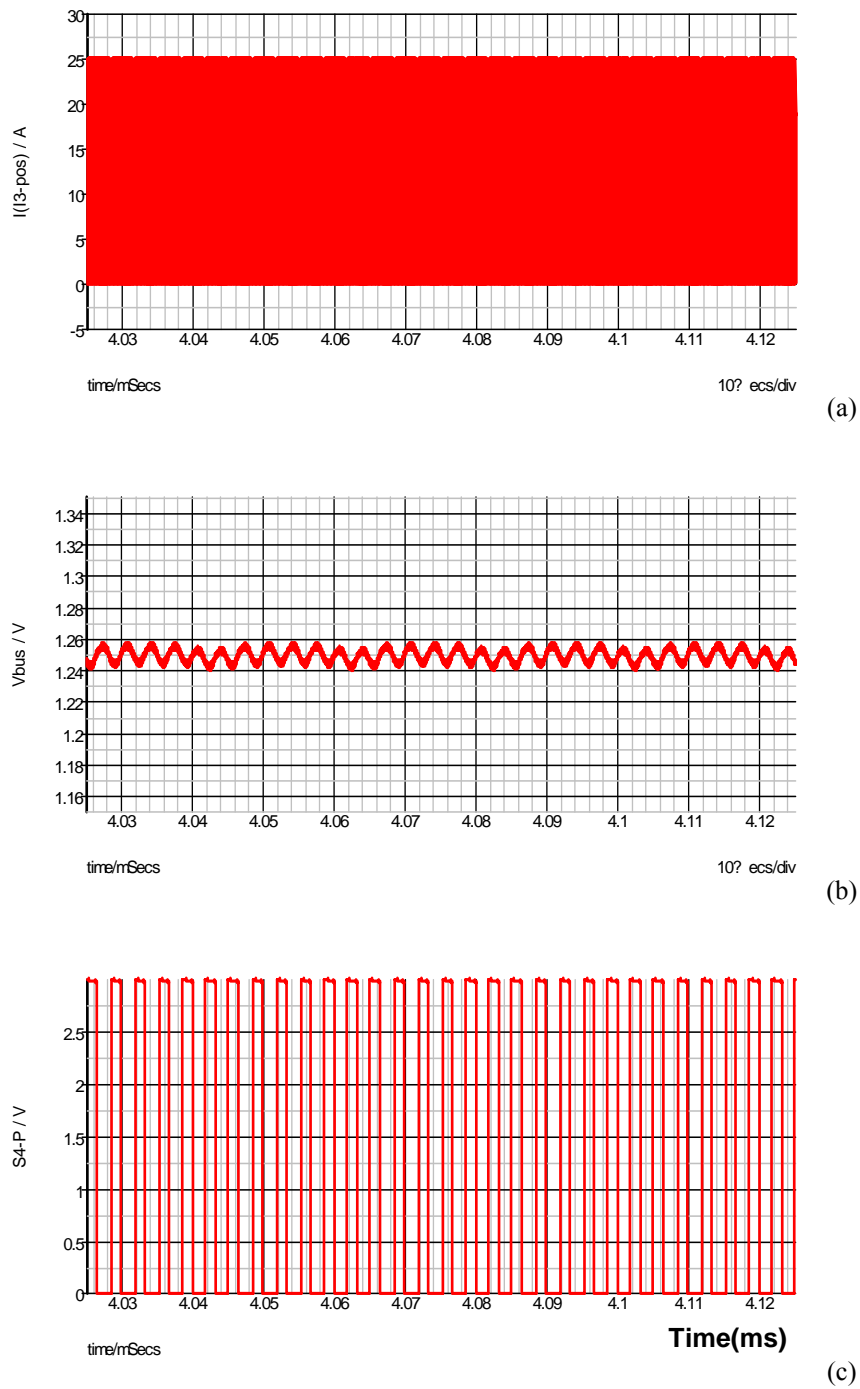 30
25
20
15
10
5
0
-5
I(I3-pos) / A
4.03 4.04 4.05 4.06 4.07 4.08 4.09 4.1 4.11 4.12
time/mSecs 10? ecs/div
(a)
1.34
1.32
1.3
1.28
1.26
1.24
1.22
1.2
1.18
1.16
Vbus / V
4.03 4.04 4.05 4.06 4.07 4.08 4.09 4.1 4.11 4.12
time/mSecs 10? ecs/div
(b)
2.5
2
1.5
1
0.5
0
S4-P / V
4.03 4.04 4.05 4.06 4.07 4.08 4.09 4.1 4.11 4.12
Time(ms)
time/mSecs
(c)